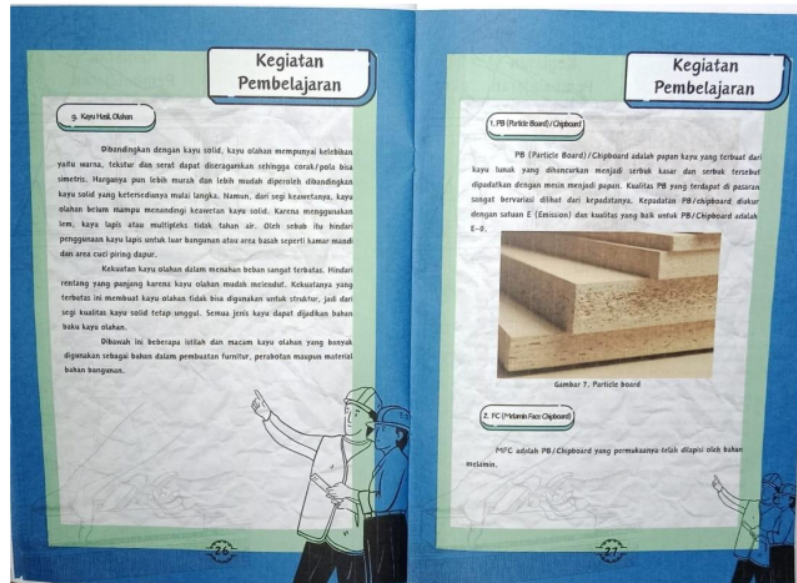 Kegiatan
Pembelajaran
g. Kayu Hasil Olahan
Dibandingkan dengan kayu solid, kayu olahan mempunyai kelebihan
yaitu warna, tekstur dan serat dapat diseragamkan sehingga corak/pola bisa
simetris. Harganya pun lebih murah dan lebih mudah diperoleh dibandingkan
kayu solid yang ketersediannya mulai langka. Namun, dari segi keawetanya, kayu
olahan belum mampu menandingi keawetan kayu solid. Karena menggunakan
lem, kayu lapis atau multipleks tidak tahan air. Oleh sebab itu hindari
penggunaan kayu lapis untuk luar bangunan atau area basah seperti kamar mandi
dan area cuci piring dapur.
Kekuatan kayu olahan dalam menahan beban sangat terbatas. Hindari
rentang yang panjang karena kayu olahan mudah melendut. Kekuatanya yang
terbatas ini membuat kayu olahan tidak bisa digunakan untuk struktur, jadi dari
segi kualitas kayu solid tetap unggul. Semua jenis kayu dapat dijadikan bahan
baku kayu olahan.
Dibawah ini beberapa istilah dan macam kayu olahan yang banyak
digunakan sebagai bahan dalam pembuatan furnitur, perabotan maupun material
bahan bangunan.
26
Kegiatan
Pembelajaran
1. PB (Particle Board)/Chipboard
PB (Particle Board)/Chipboard adalah papan kayu yang terbuat dari
kayu lunak yang dihancurkan menjadi serbuk kasar dan serbuk tersebut
dipadatkan dengan mesin menjadi papan. Kualitas PB yang terdapat di pasaran
sangat bervariasi dilihat dari kepadatanya. Kepadatan PB/chipboard diukur
dengan satuan E (Emission) dan kualitas yang baik untuk PB/Chipboard adalah
E-0.
Gambar 7. Particle board
2. FC (Melamin Face Chipboard)
MFC adalah PB/Chipboard yang permukaanya telah dilapisi oleh bahan
melamin.
27